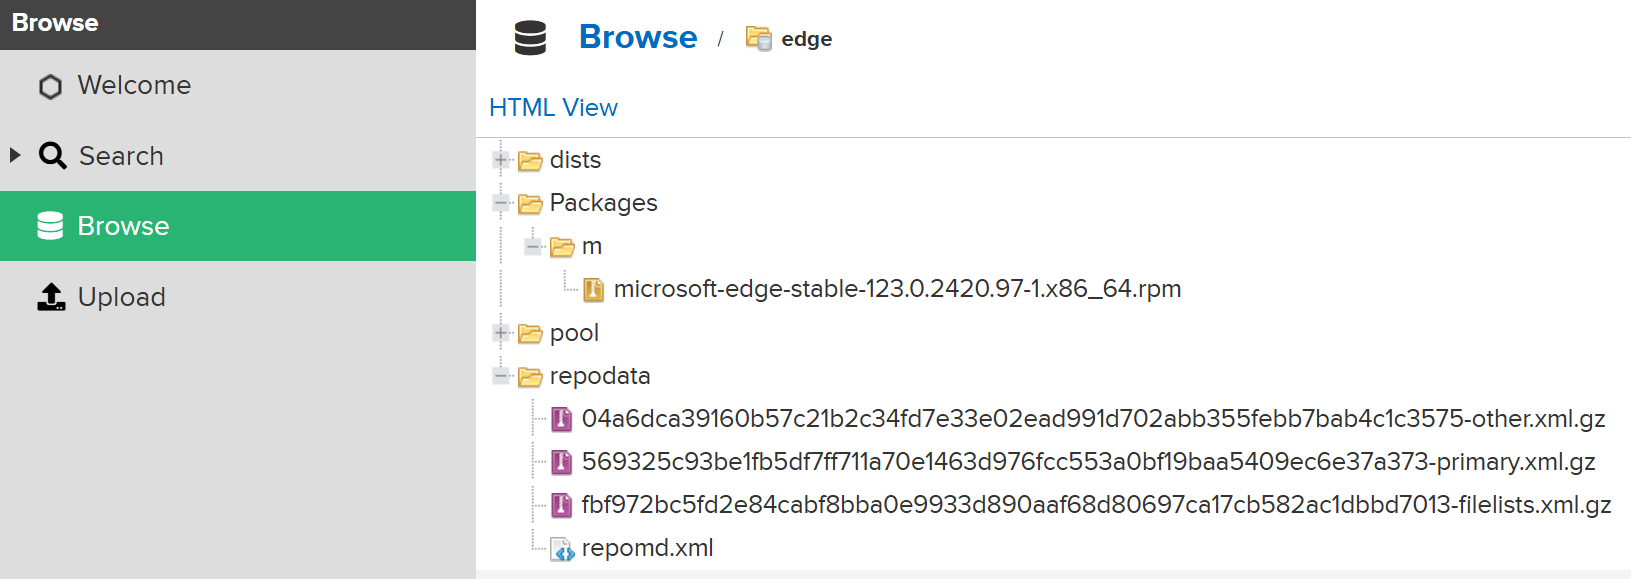 Browse
Welcome
Search
Browse
Upload
Browse / edge
HTML View
dists
Packages
m
microsoft-edge-stable-123.0.2420.97-1.x86_64.rpm
pool
repodata
04a6dca39160b57c21b2c34fd7e33e02ead991d702abb355febb7bab4c1c3575-other.xml.gz
569325c93be1fb5df7ff711a70e1463d976fcc553a0bf19baa5409ec6e37a373-primary.xml.gz
fbf972bc5fd2e84cabf8bba0e9933d890aaf68d80697ca17cb582ac1dbbd7013-filelists.xml.gz
repomd.xml